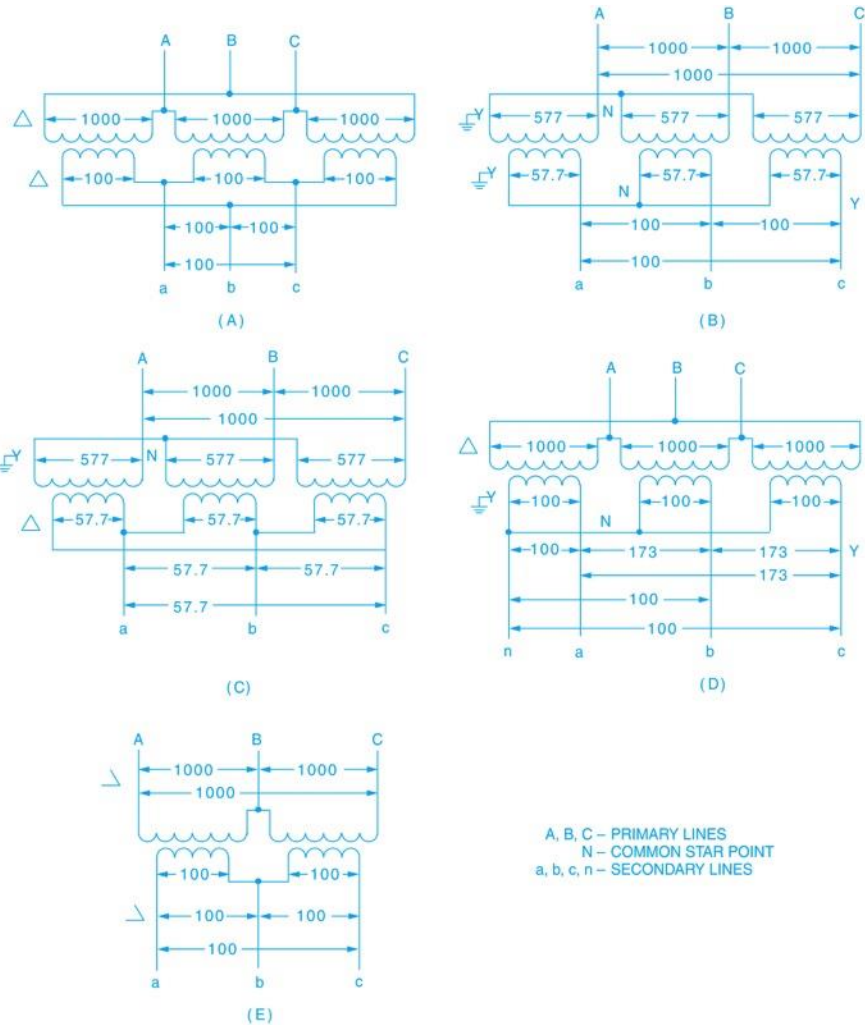 A B C
1000 1000 1000
△
△
100 100 100
100 100
100
a b c
(A)
A B C
1000 1000
1000
Y 577 N 577 577
Y 57.7 57.7 57.7
N Y
100 100
100
a b c
(B)
A B C
1000 1000
1000
Y 577 N 577 577
△ 57.7 57.7 57.7
57.7 57.7
57.7
a b c
(C)
A B C
△ 1000 1000 1000
Y 100 100 100
N
100 173 173 Y
173
100
100
n a b c
(D)
A B C
1000 1000
1000
100 100
100 100
100
a b c
(E)
A, B, C – PRIMARY LINES
N – COMMON STAR POINT
a, b, c, n – SECONDARY LINES